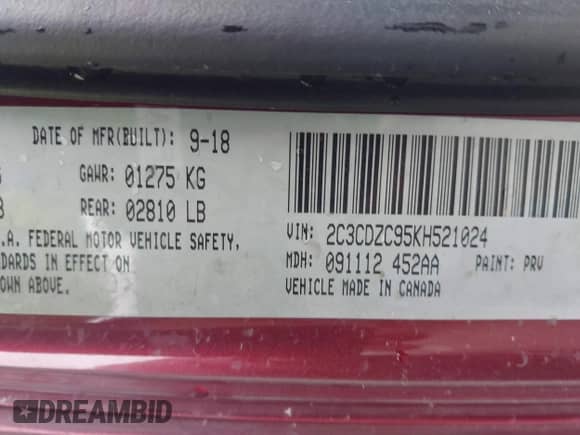 DATE OF MFR(BUILT): 9-18
GAWR: 01275 KG
REAR: 02810 LB
.A. FEDERAL MOTOR VEHICLE SAFETY,
DARDS IN EFFECT ON
OWN ABOVE.
VIN: 2C3CDZC95KH521024
MDH: 091112 452AA PAINT: PRV
VEHICLE MADE IN CANADA
DREAMBID